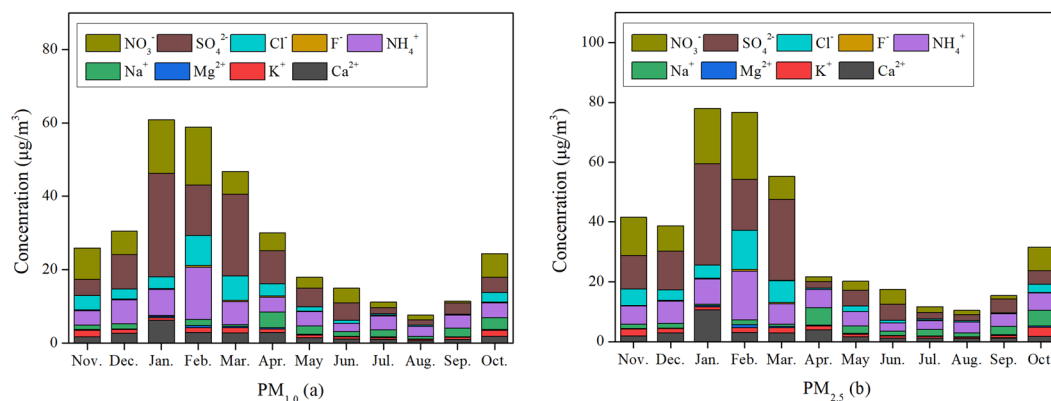 80
60
40
20
0
Concenration (μg/m³)
NO₃⁻ SO₄²⁻ Cl⁻ F⁻ NH₄⁺
Na⁺ Mg²⁺ K⁺ Ca²⁺
Nov. Dec. Jan. Feb. Mar. Apr. May Jun. Jul. Aug. Sep. Oct.
PM₁.₀ (a)
100
80
60
40
20
0
Concenration (μg/m³)
NO₃⁻ SO₄²⁻ Cl⁻ F⁻ NH₄⁺
Na⁺ Mg²⁺ K⁺ Ca²⁺
Nov. Dec. Jan. Feb. Mar. Apr. May Jun. Jul. Aug. Sep. Oct.
PM₂.₅ (b)